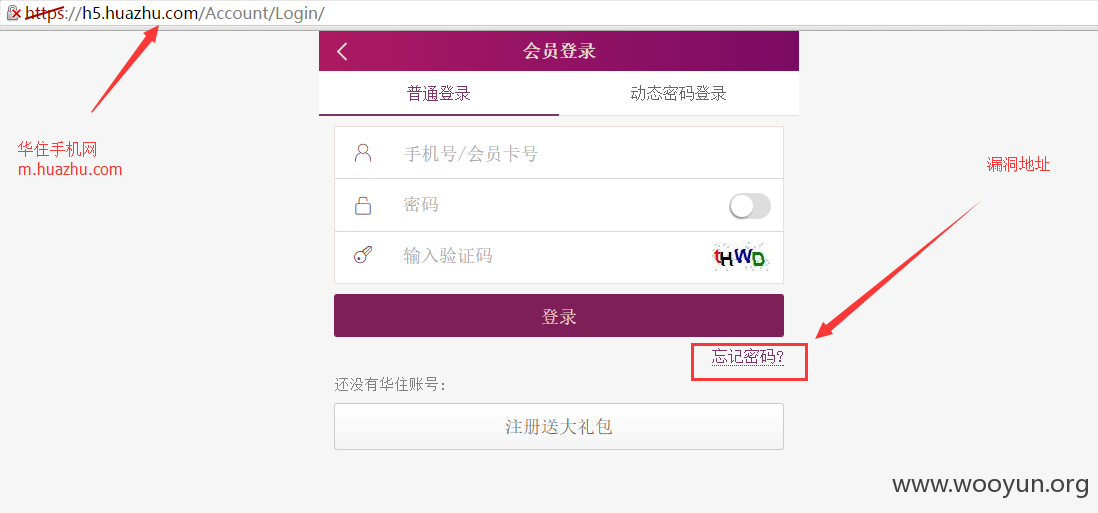 https://h5.huazhu.com/Account/Login/
会员登录
普通登录
动态密码登录
华住手机网
m.huazhu.com
手机号/会员卡号
漏洞地址
密码
输入验证码
tHWD
登录
忘记密码?
还没有华住账号:
注册送大礼包
www.wooyun.org